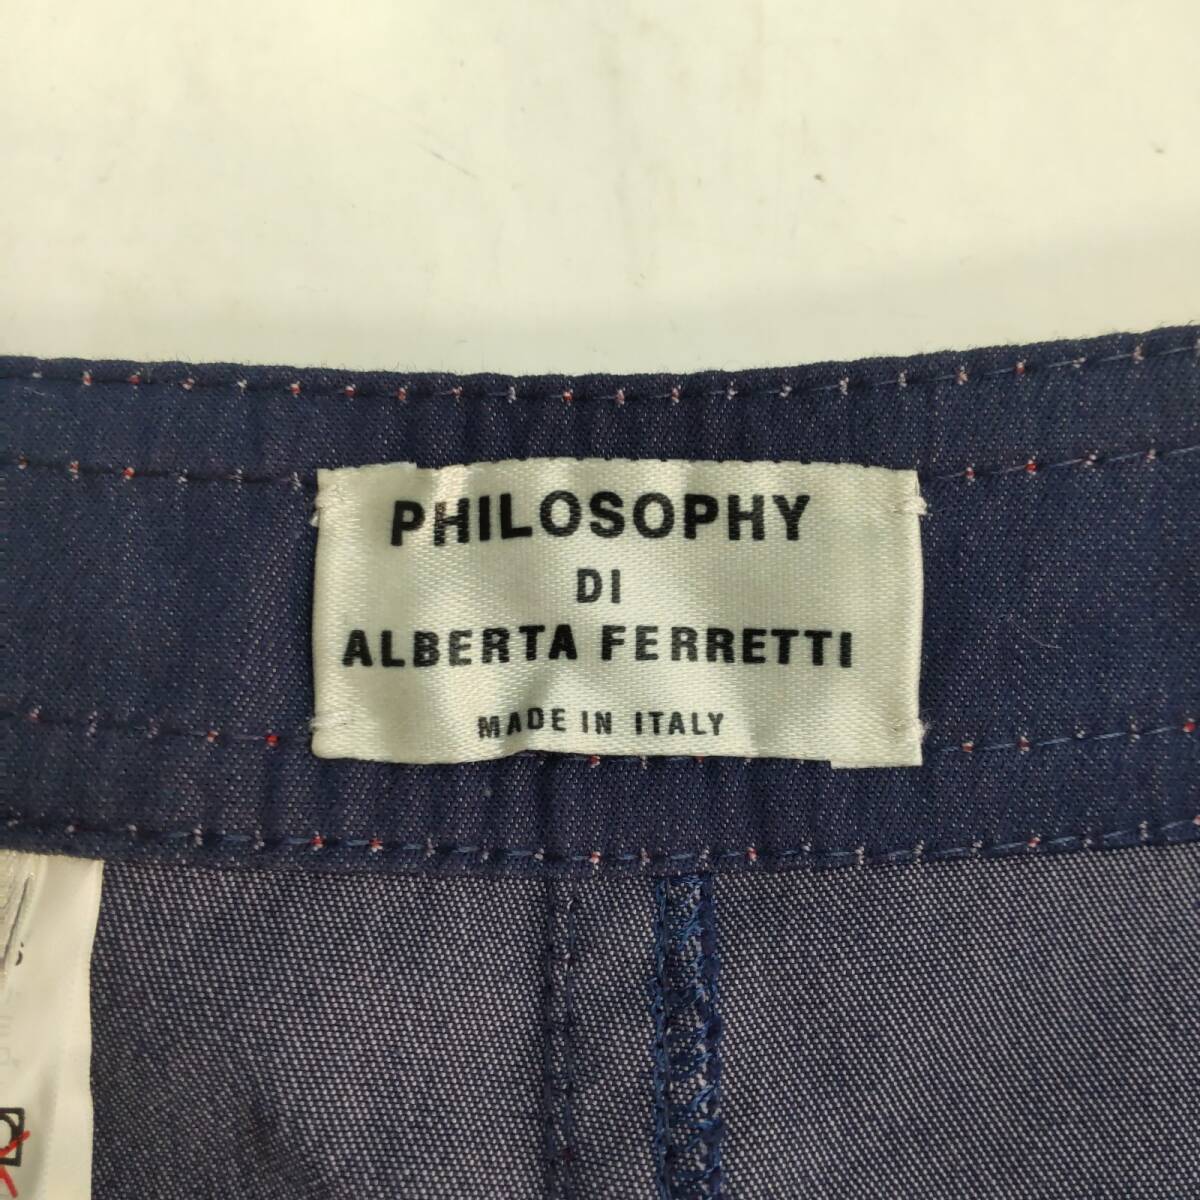 PHILOSOPHY
DI
ALBERTA FERRETTI
MADE IN ITALY